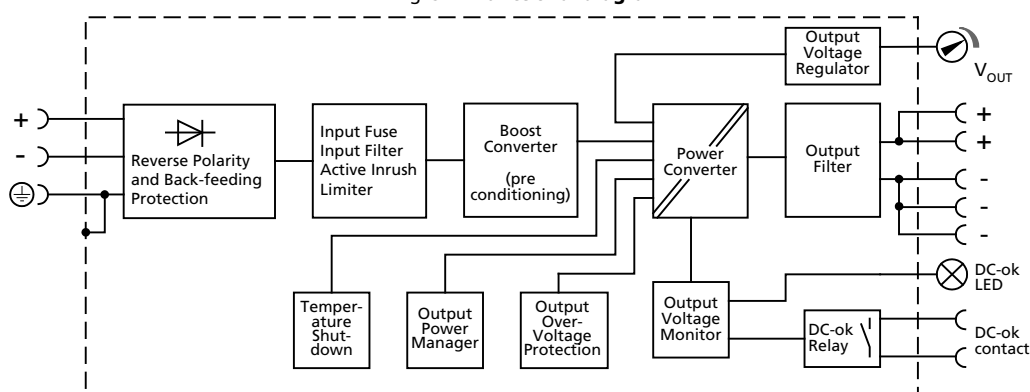 Output
Voltage
Regulator
VOUT
+
-
Reverse Polarity
and Back-feeding
Protection
Input Fuse
Input Filter
Active Inrush
Limiter
Boost
Converter
(pre
conditioning)
Power
Converter
Output
Filter
+
+
-
-
-
Temper-
ature
Shut-
down
Output
Power
Manager
Output
Over-
Voltage
Protection
Output
Voltage
Monitor
DC-ok
Relay
DC-ok
LED
DC-ok
contact